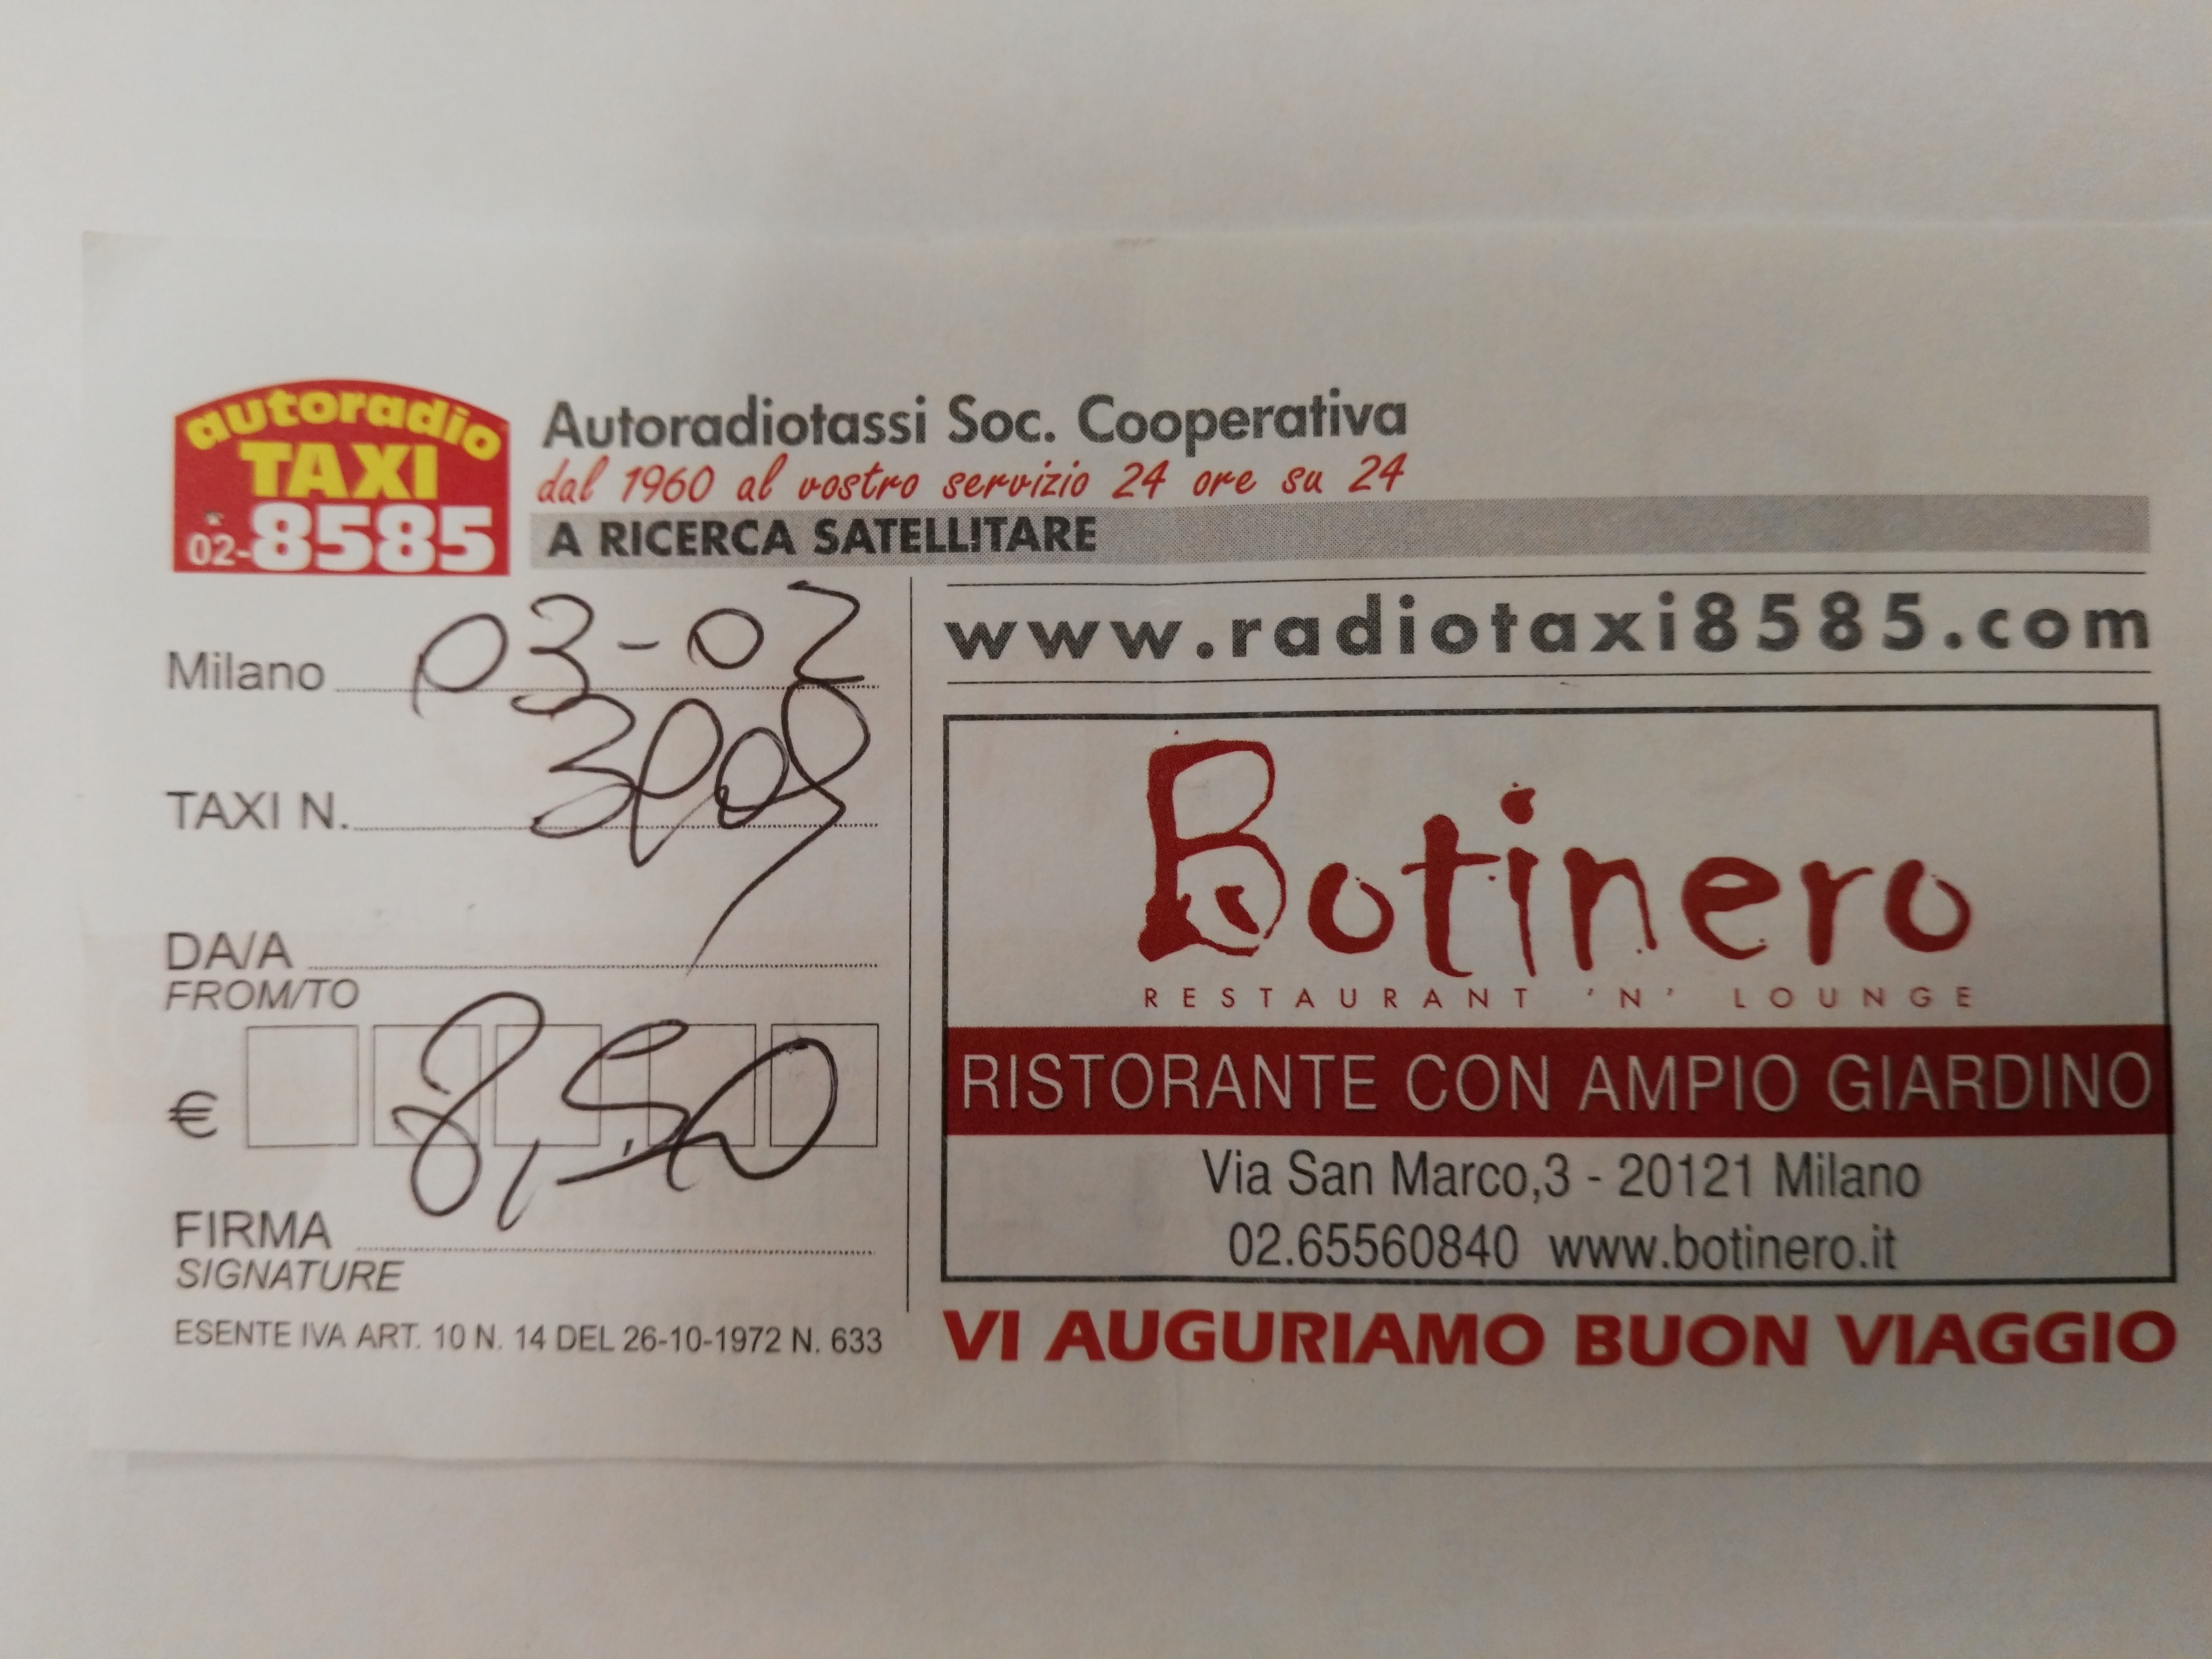 autoradio
TAXI
02-8585
Autoradiotassi Soc. Cooperativa
dal 1960 al vostro servizio 24 ore su 24
A RICERCA SATELLITARE
Milano 03-02
TAXI N.
DA/A
FROM/TO
€ 8,50
FIRMA
SIGNATURE
ESENTE IVA ART. 10 N. 14 DEL 26-10-1972 N. 633
www.radiotaxi8585.com
Botinero
RESTAURANT 'N' LOUNGE
RISTORANTE CON AMPIO GIARDINO
Via San Marco,3 - 20121 Milano
02.65560840 www.botinero.it
VI AUGURIAMO BUON VIAGGIO